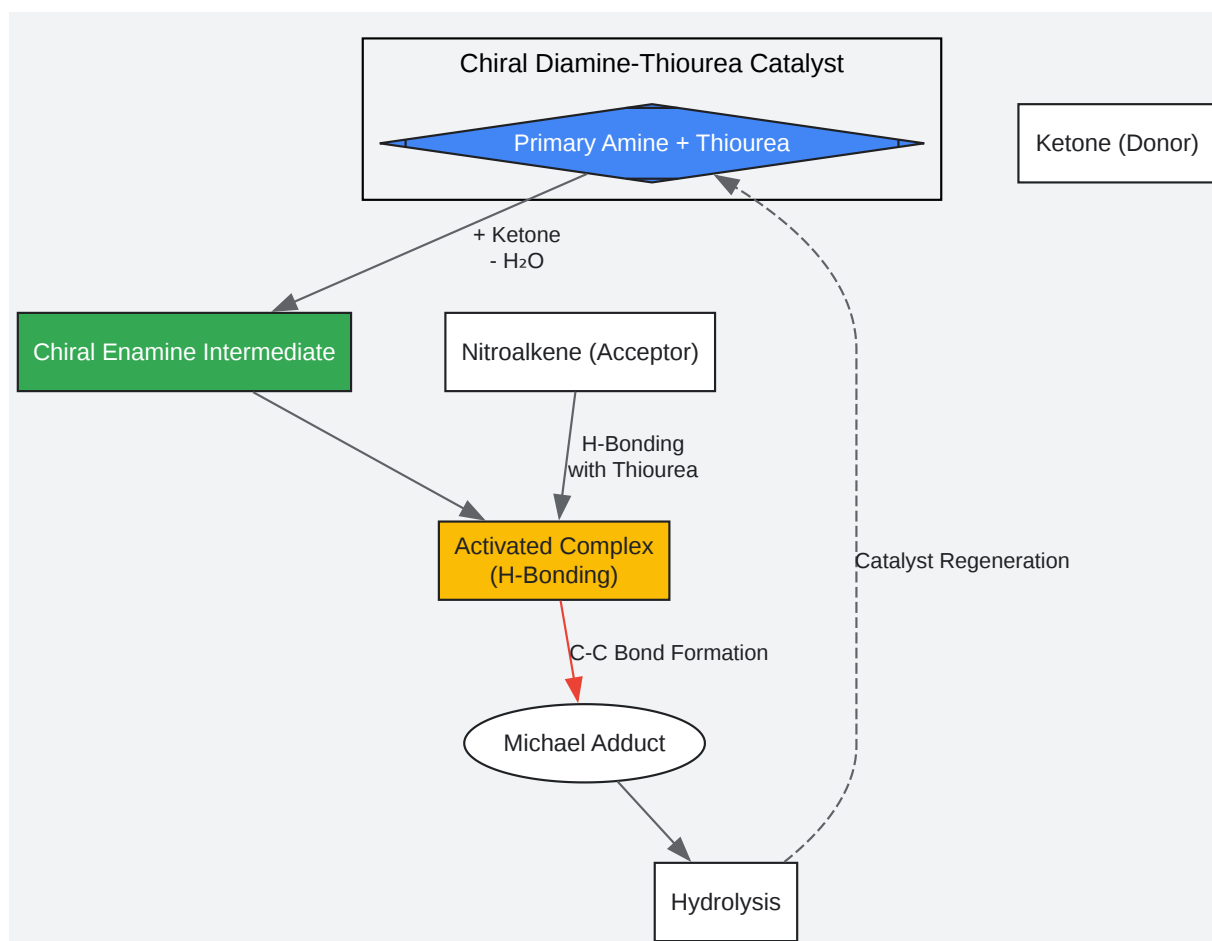 Chiral Diamine-Thiourea Catalyst
Primary Amine + Thiourea
Ketone (Donor)
+ Ketone
- H₂O
Chiral Enamine Intermediate
Nitroalkene (Acceptor)
H-Bonding
with Thiourea
Activated Complex
(H-Bonding)
Catalyst Regeneration
C-C Bond Formation
Michael Adduct
Hydrolysis